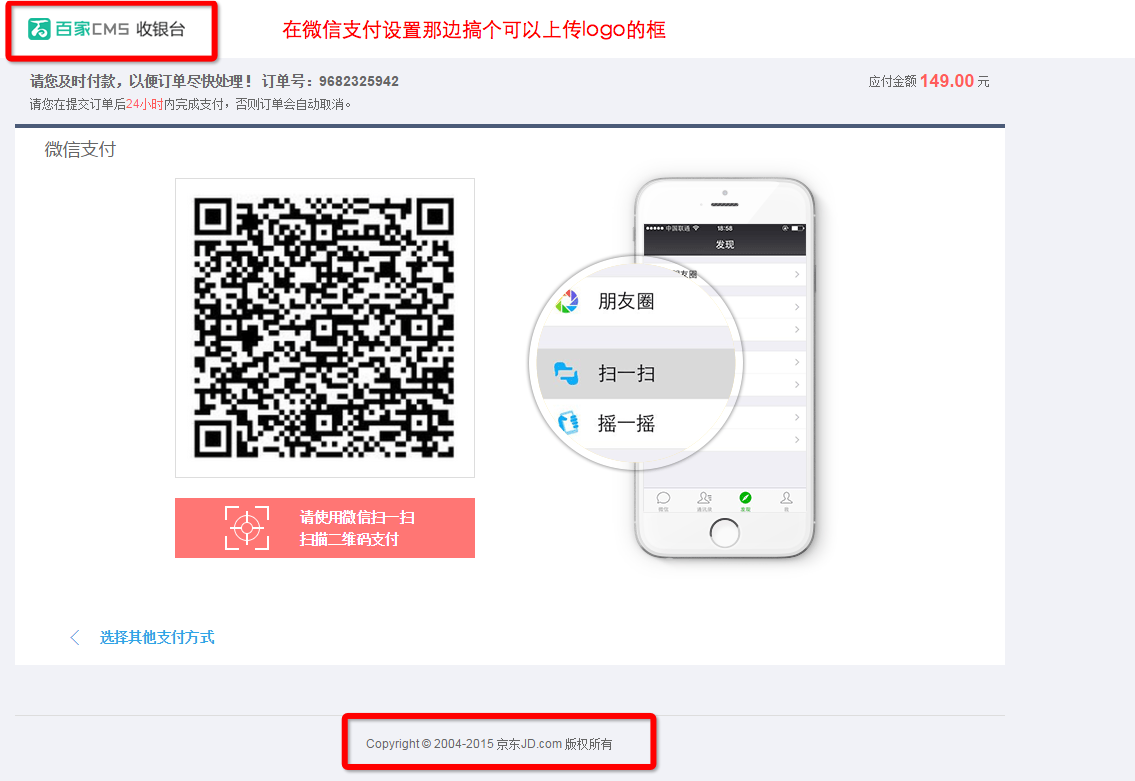 百家CMS 收银台
在微信支付设置那边搞个可以上传logo的框
请您及时付款，以便订单尽快处理！ 订单号：9682325942
应付金额 149.00 元
请您在提交订单后24小时内完成支付，否则订单会自动取消。
微信支付
中国联通 18:58
发现
朋友圈
扫一扫
摇一摇
微信 通讯录 发现 我
请使用微信扫一扫
扫描二维码支付
选择其他支付方式
Copyright © 2004-2015 京东JD.com 版权所有